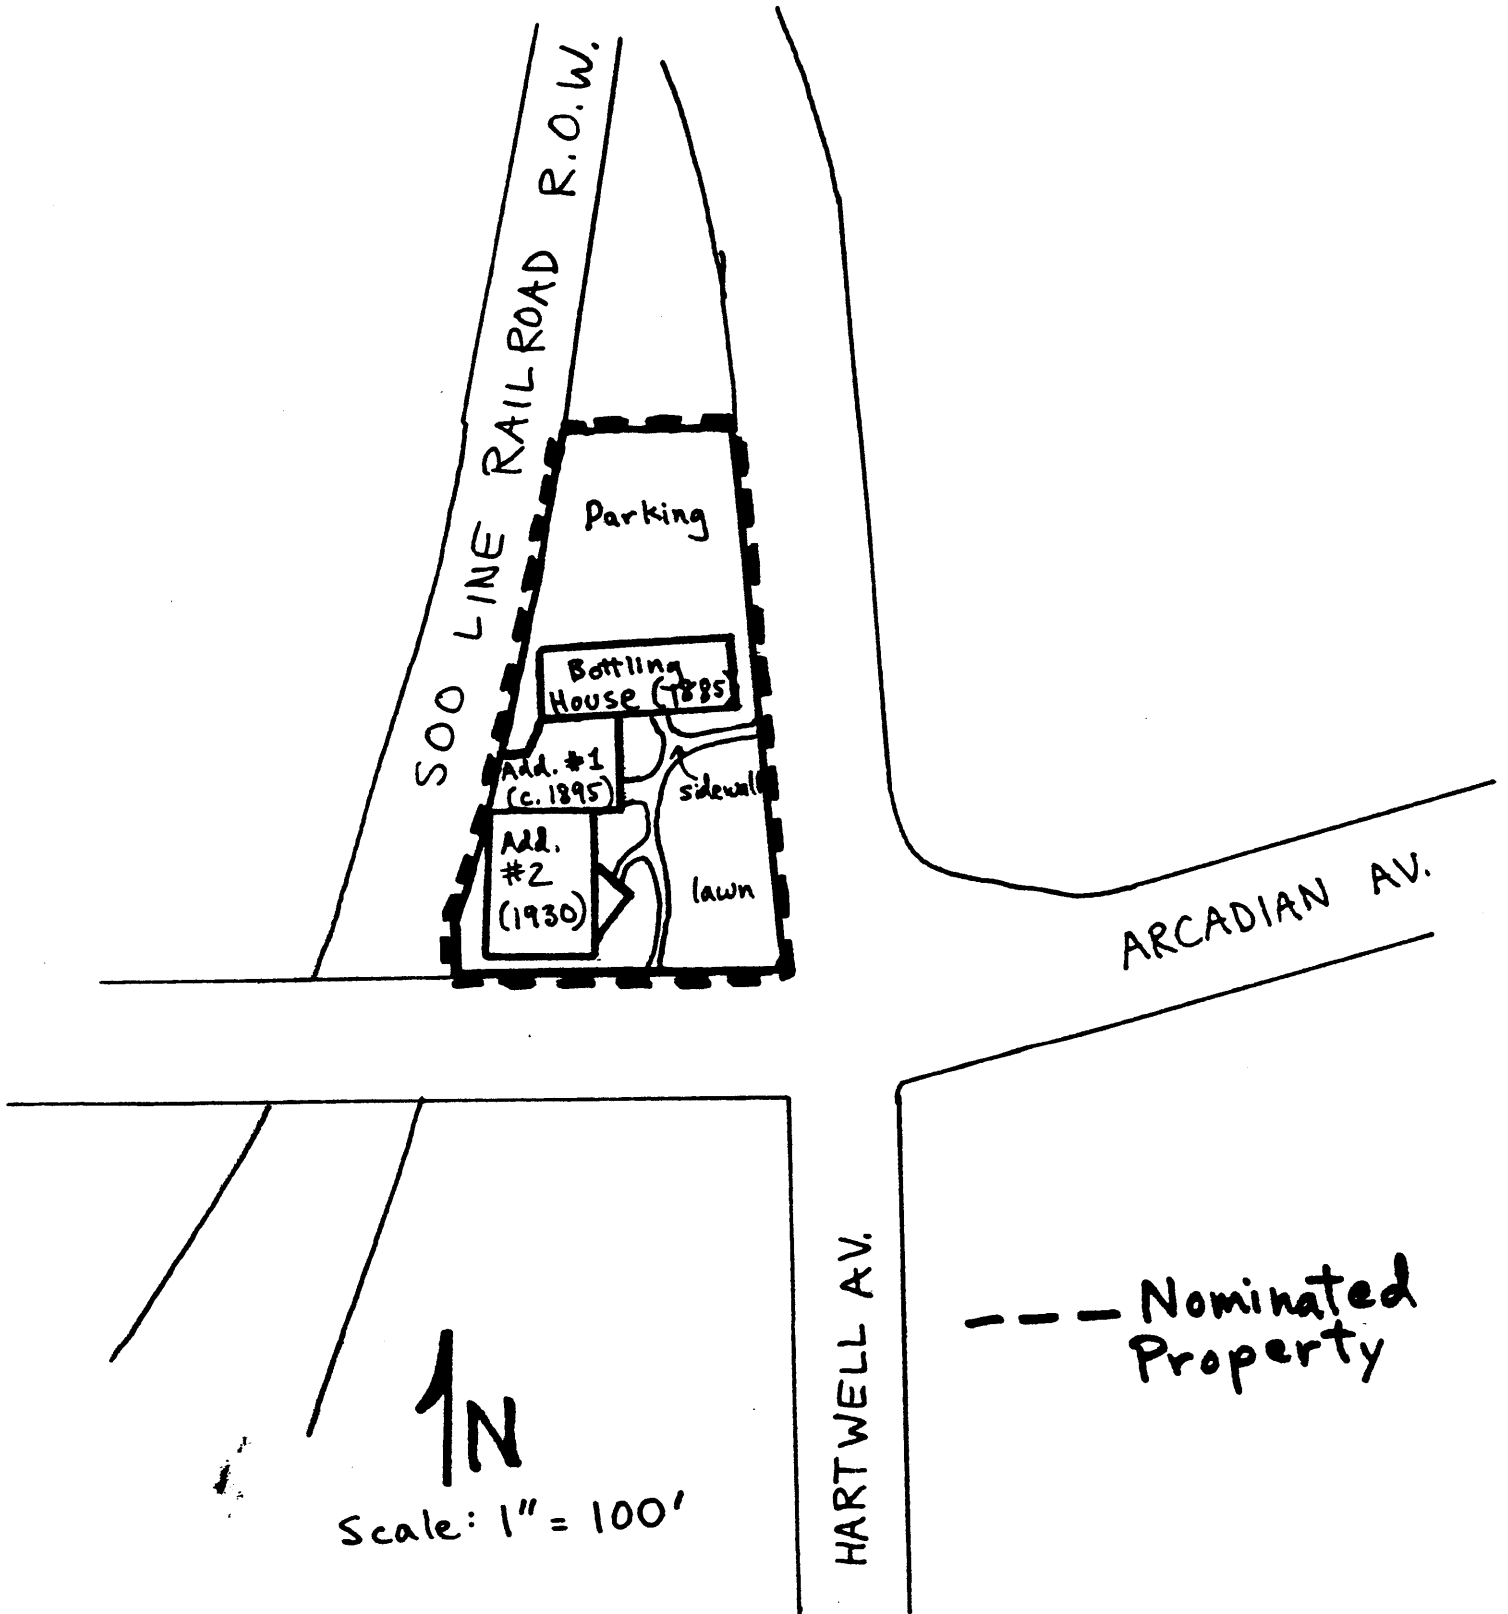 SOO LINE RAILROAD R.O.W.
Parking
Bottling
House (1885)
Add. #1
(c. 1895)
sidewalk
Add.
#2
(1930)
lawn
ARCADIAN AV.
HARTWELL AV.
Nominated
Property
N
Scale: 1" = 100'